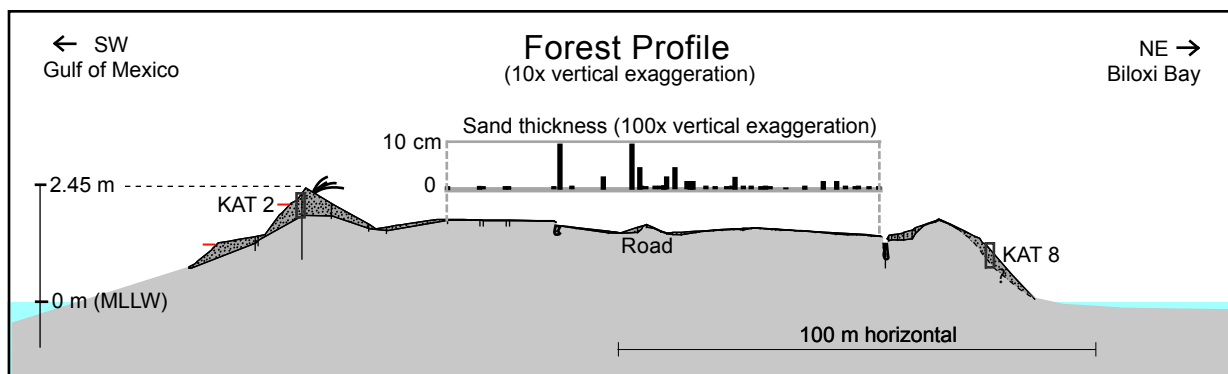 ← SW
Gulf of Mexico
Forest Profile
(10x vertical exaggeration)
NE →
Biloxi Bay
Sand thickness (100x vertical exaggeration)
10 cm
0
2.45 m
KAT 2
Road
KAT 8
0 m (MLLW)
100 m horizontal